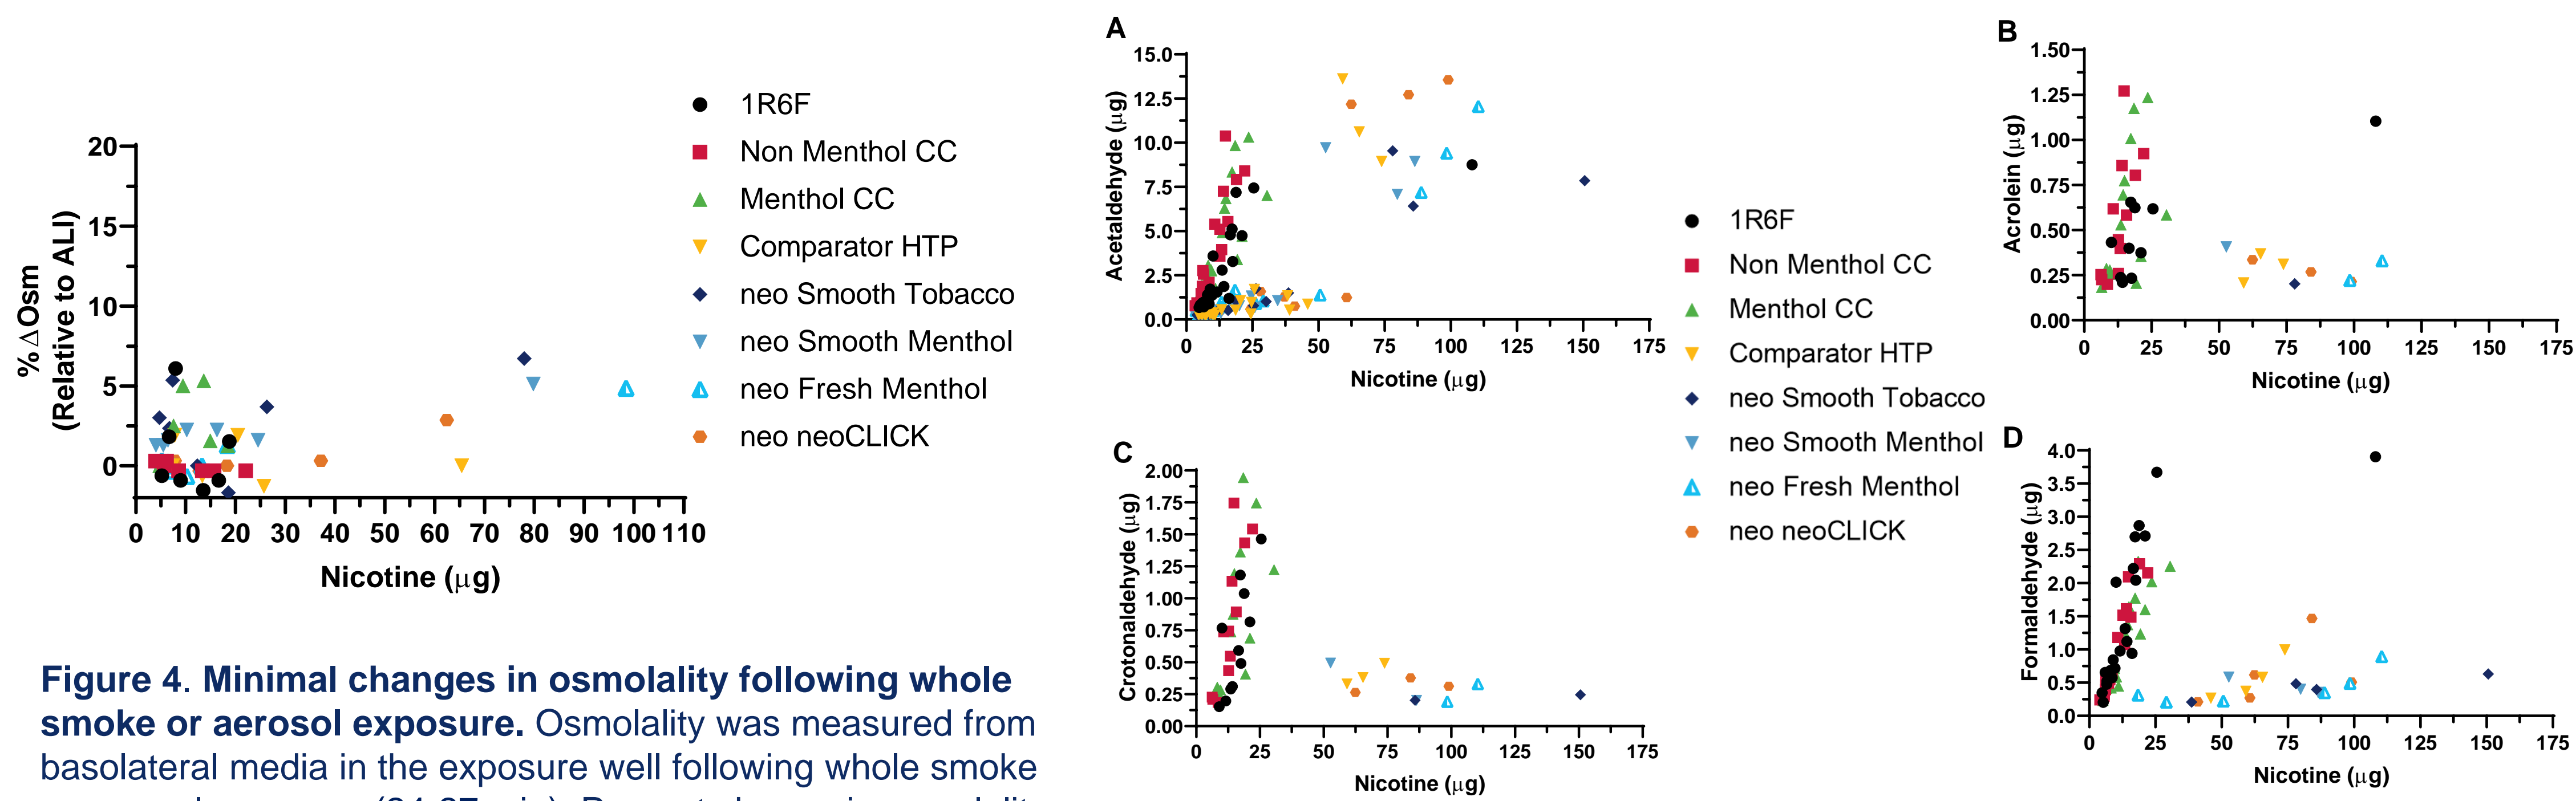 20
15
10
5
0
%ΔOsm
(Relative to ALI)
0 10 20 30 40 50 60 70 80 90 100 110
Nicotine (μg)
1R6F
Non Menthol CC
Menthol CC
Comparator HTP
neo Smooth Tobacco
neo Smooth Menthol
neo Fresh Menthol
neo neoCLICK
Figure 4. Minimal changes in osmolality following whole
smoke or aerosol exposure. Osmolality was measured from
basolateral media in the exposure well following whole smoke
A
15.0
12.5
10.0
7.5
5.0
2.5
0.0
Acetaldehyde (μg)
0 25 50 75 100 125 150 175
Nicotine (μg)
B
1.50
1.25
1.00
0.75
0.50
0.25
0.00
Acrolein (μg)
0 25 50 75 100 125 150 175
Nicotine (μg)
1R6F
Non Menthol CC
Menthol CC
Comparator HTP
neo Smooth Tobacco
neo Smooth Menthol
neo Fresh Menthol
neo neoCLICK
C
2.00
1.75
1.50
1.25
1.00
0.75
0.50
0.25
0.00
Crotonaldehyde (μg)
0 25 50 75 100 125 150 175
Nicotine (μg)
D
4.0
3.5
3.0
2.5
2.0
1.5
1.0
0.5
0.0
Formaldehyde (μg)
0 25 50 75 100 125 150 175
Nicotine (μg)